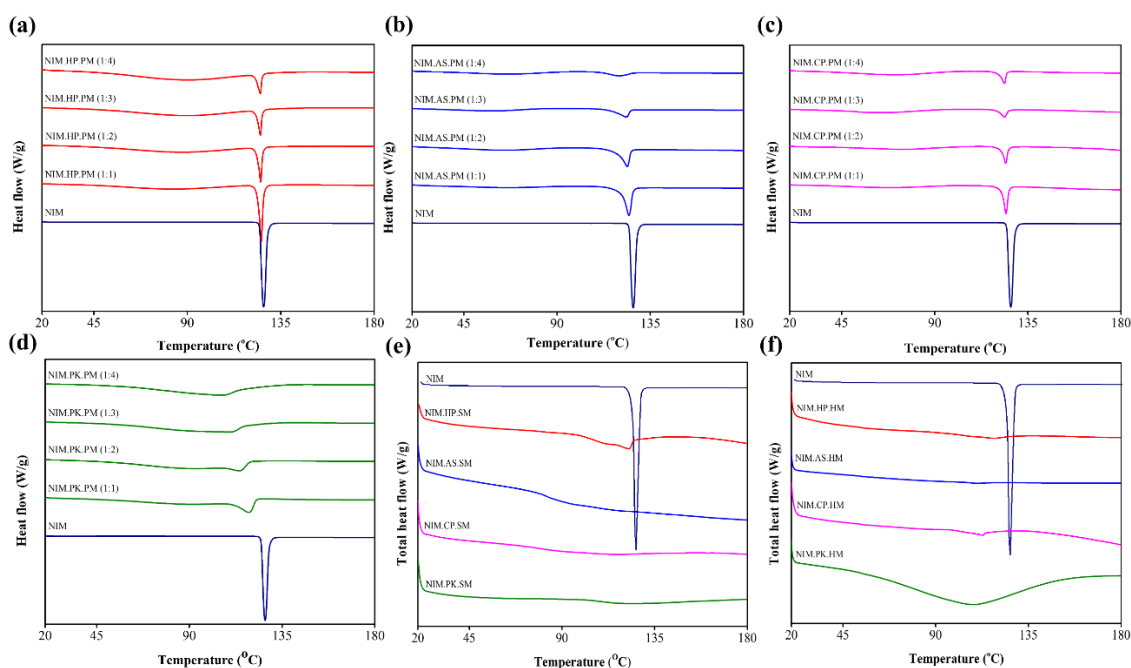 (a)
NIM.HP.PM (1:4)
NIM.HP.PM (1:3)
NIM.HP.PM (1:2)
NIM.HP.PM (1:1)
NIM
Heat flow (W/g)
20 45 90 135 180
Temperature (°C)
(b)
NIM.AS.PM (1:4)
NIM.AS.PM (1:3)
NIM.AS.PM (1:2)
NIM.AS.PM (1:1)
NIM
Heat flow (W/g)
20 45 90 135 180
Temperature (°C)
(c)
NIM.CP.PM (1:4)
NIM.CP.PM (1:3)
NIM.CP.PM (1:2)
NIM.CP.PM (1:1)
NIM
Heat flow (W/g)
20 45 90 135 180
Temperature (°C)
(d)
NIM.PK.PM (1:4)
NIM.PK.PM (1:3)
NIM.PK.PM (1:2)
NIM.PK.PM (1:1)
NIM
Heat flow (W/g)
20 45 90 135 180
Temperature (°C)
(e)
NIM
NIM.HP.SM
NIM.AS.SM
NIM.CP.SM
NIM.PK.SM
Total heat flow (W/g)
20 45 90 135 180
Temperature (°C)
(f)
NIM
NIM.HP.HM
NIM.AS.HM
NIM.CP.HM
NIM.PK.HM
Total heat flow (W/g)
20 45 90 135 180
Temperature (°C)